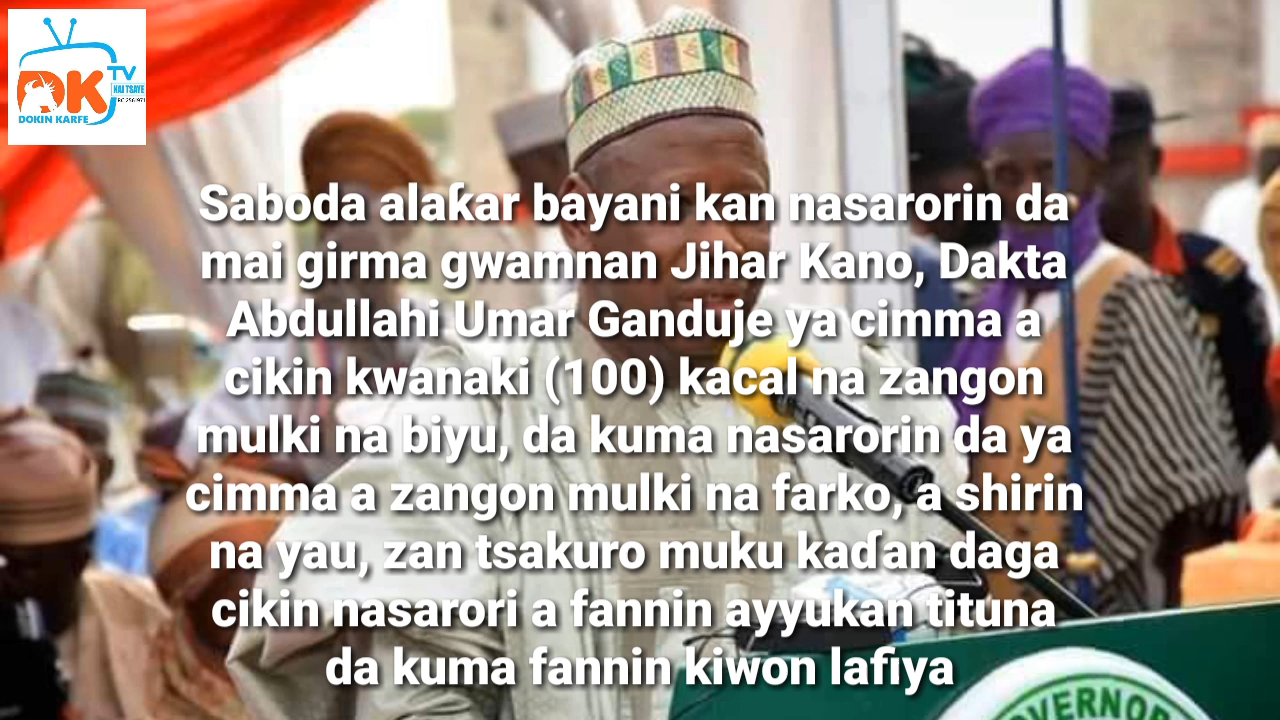 DK TV
HAI TSAYE
DOKIN KARFE
Saboda alaƙar bayani kan nasarorin da
mai girma gwamnan Jihar Kano, Dakta
Abdullahi Umar Ganduje ya cimma a
cikin kwanaki (100) kacal na zangon
mulki na biyu, da kuma nasarorin da ya
cimma a zangon mulki na farko, a shirin
na yau, zan tsakuro muku kaɗan daga
cikin nasarori a fannin ayyukan tituna
da kuma fannin kiwon lafiya
GOVERNOR